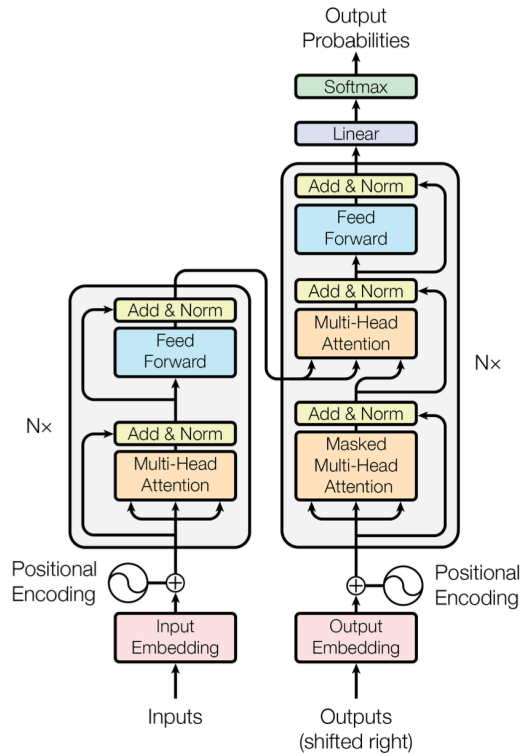 Output
Probabilities
Softmax
Linear
Add & Norm
Feed
Forward
Add & Norm
Multi-Head
Attention
Add & Norm
Masked
Multi-Head
Attention
N×
Add & Norm
Feed
Forward
Add & Norm
Multi-Head
Attention
N×
Positional
Encoding
Positional
Encoding
Input
Embedding
Output
Embedding
Inputs
Outputs
(shifted right)